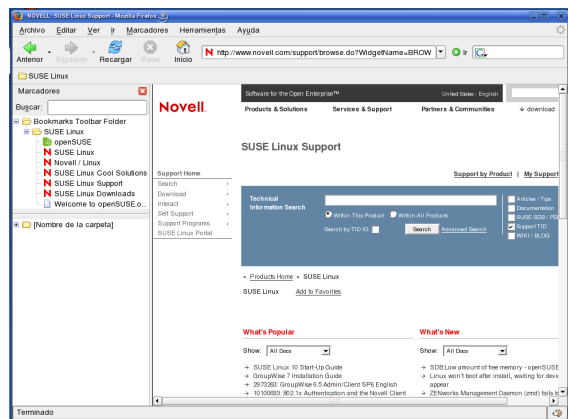 NOVELL: SUSE Linux Support - Mozilla Firefox
Archivo Editar Ver Ir Marcadores Herramientas Ayuda
Anterior Siguiente Recargar Parar Inicio
http://www.novell.com/support/browse.do?WidgetName=BROW
Ir
SUSE Linux
Marcadores
Buscar:
Bookmarks Toolbar Folder
SUSE Linux
openSUSE
SUSE Linux
Novell / Linux
SUSE Linux Cool Solutions
SUSE Linux Support
SUSE Linux Downloads
Welcome to openSUSE.o...
[Nombre de la carpeta]
Software for the Open Enterprise™ United States - English
Novell.
Products & Solutions Services & Support Partners & Communities download
SUSE Linux Support
Support Home
Search
Download
Interact
Self Support
Support Programs
SUSE Linux Portal
Support by Product | My Support
Technical
Information Search
Within This Product Within All Products
Search by TID ID: Search Advanced Search
Articles / Tips
Documentation
SUSE SDB / PSD
Support TID
WIKI / BLOG
Products Home SUSE Linux
SUSE Linux Add to Favorites
What's Popular
Show: All Docs
SUSE Linux 10 Start-Up Guide
GroupWise 7 Installation Guide
2973263: GroupWise 6.5 Admin/Client SP6 English
10100693: 802.1x Authentication and the Novell Client
What's New
Show: All Docs
SDB:Low amount of free memory - openSUSE
Linux won't boot after install, waiting for devic
appear
ZENworks Management Daemon (zmd) fails t
Terminado